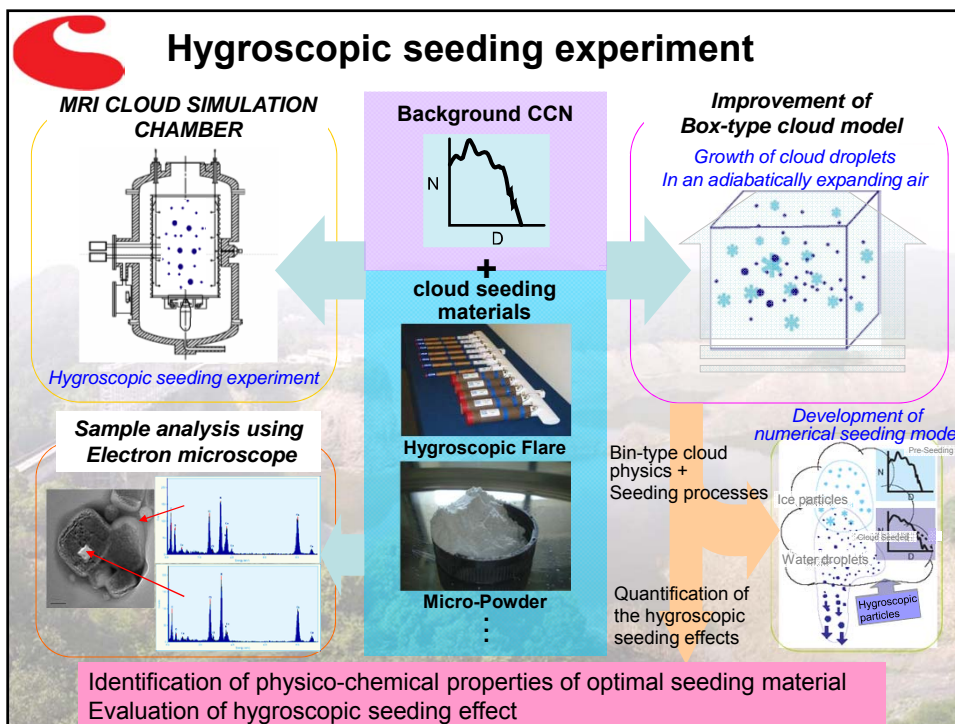 Hygroscopic seeding experiment
MRI CLOUD SIMULATION
CHAMBER
Hygroscopic seeding experiment
Background CCN
N
D
+
cloud seeding
materials
Hygroscopic Flare
Micro-Powder
Improvement of
Box-type cloud model
Growth of cloud droplets
In an adiabatically expanding air
Sample analysis using
Electron microscope
Bin-type cloud
physics +
Seeding processes
Quantification of
the hygroscopic
seeding effects
Development of
numerical seeding model
Pre-Seeding
N
D
Ice particles
Cloud Seeded
N
D
Water droplets
Hygroscopic
particles
Identification of physico-chemical properties of optimal seeding material
Evaluation of hygroscopic seeding effect